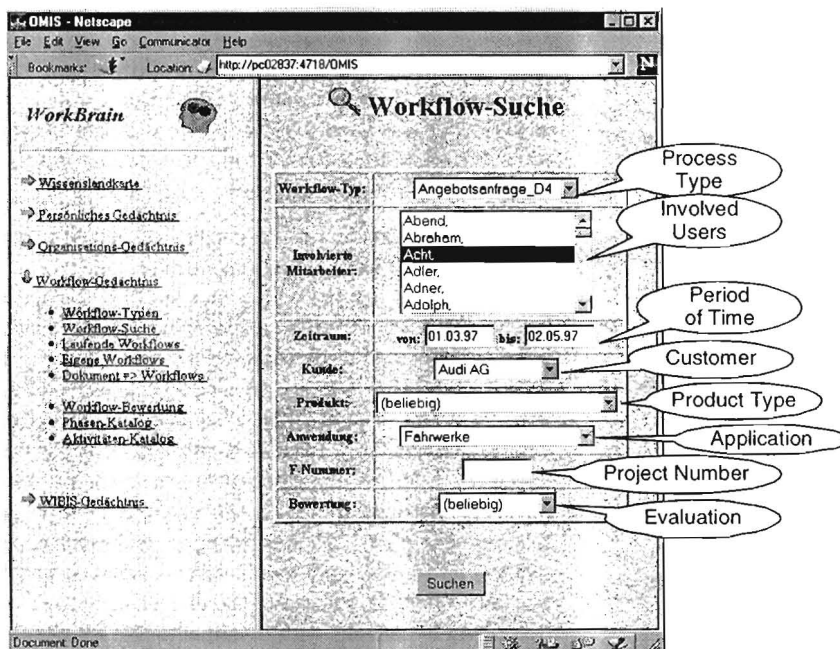 OMIS - Netscape
File Edit View Go Communicator Help
Bookmarks: Location: http://pc02837:4718/OMIS
N
WorkBrain
Wissenslandkarte
Persönliches Gedächtnis
Organisations-Gedächtnis
Workflow-Gedächtnis
Workflow-Typen
Workflow-Suche
Laufende Workflows
Eigene Workflows
Dokument => Workflows
Workflow-Bewertung
Phasen-Katalog
Aktivitäten-Katalog
WIBIS-Gedächtnis
Workflow-Suche
Workflow-Typ: Angebotsanfrage_D4
Involvierte
Mitarbeiter:
Abend,
Abraham,
Acht,
Adler,
Adner,
Adolph,
Zeitraum: von: 01.03.97 bis: 02.05.97
Kunde: Audi AG
Produkt: (beliebig)
Anwendung: Fahrwerke
F-Nummer:
Bewertung: (beliebig)
Suchen
Process
Type
Involved
Users
Period
of Time
Customer
Product Type
Application
Project Number
Evaluation
Document: Done